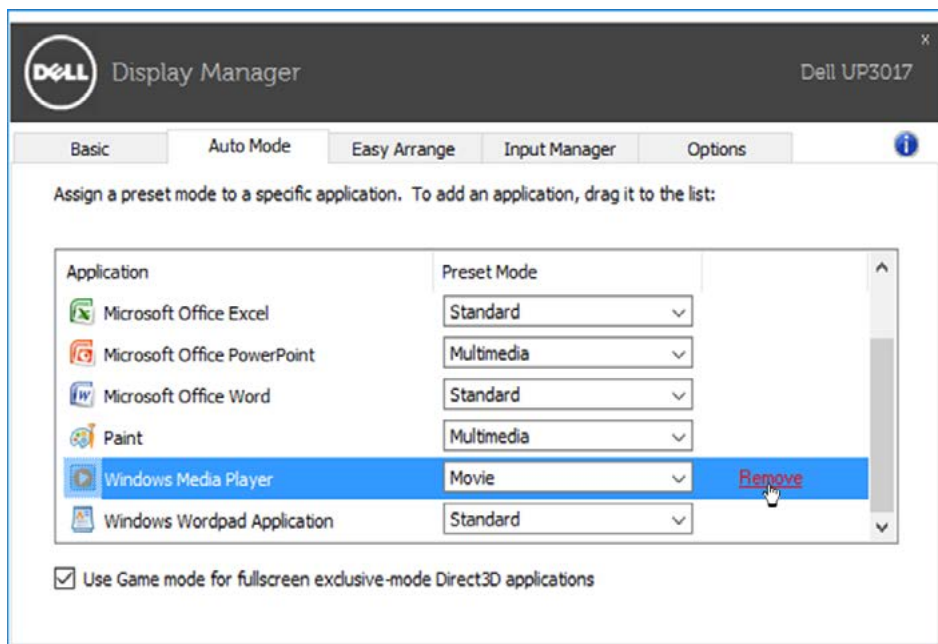 x
DELL Display Manager Dell UP3017
Basic Auto Mode Easy Arrange Input Manager Options i
Assign a preset mode to a specific application. To add an application, drag it to the list:
Application Preset Mode
Microsoft Office Excel Standard
Microsoft Office PowerPoint Multimedia
Microsoft Office Word Standard
Paint Multimedia
Windows Media Player Movie Remove
Windows Wordpad Application Standard
Use Game mode for fullscreen exclusive-mode Direct3D applications